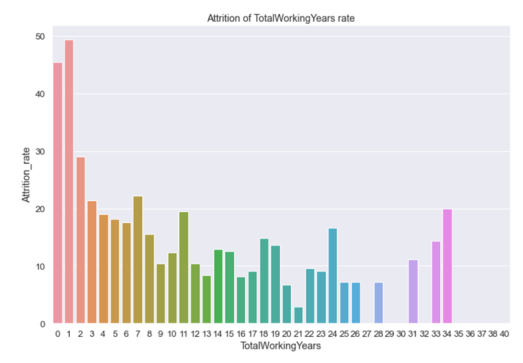 Attrition of TotalWorkingYears rate
50
40
30
20
10
0
Attrition_rate
0 1 2 3 4 5 6 7 8 9 10 11 12 13 14 15 16 17 18 19 20 21 22 23 24 25 26 27 28 29 30 31 32 33 34 35 36 37 38 40
TotalWorkingYears